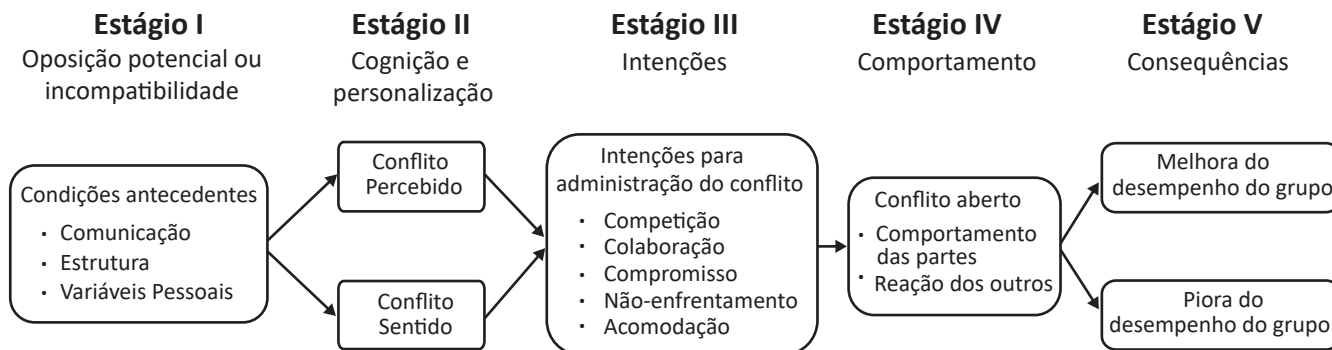 Estágio I
Oposição potencial ou
incompatibilidade
Estágio II
Cognição e
personalização
Estágio III
Intenções
Estágio IV
Comportamento
Estágio V
Consequências
Condições antecedentes
· Comunicação
· Estrutura
· Variáveis Pessoais
Conflito
Percebido
Conflito
Sentido
Intenções para
administração do conflito
· Competição
· Colaboração
· Compromisso
· Não-enfrentamento
· Acomodação
Conflito aberto
· Comportamento
das partes
· Reação dos outros
Melhora do
desempenho do grupo
Piora do
desempenho do grupo